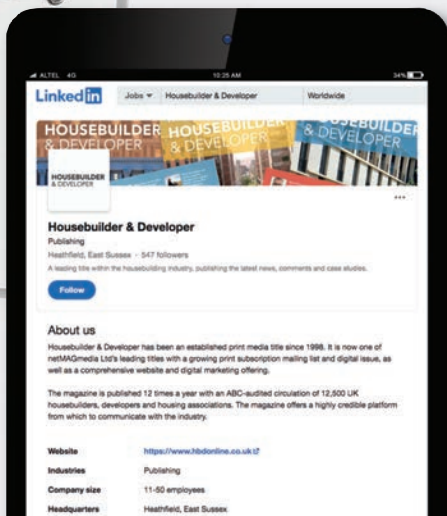 ALTEL 4G 10:25 AM 34%
Linked in Jobs Housebuilder & Developer Worldwide
HOUSEBUILDER
& DEVELOPER
HOUSEBUILDER
& DEVELOPER
HOUSEBUILDER
& DEVELOPER
Housebuilder & Developer
Publishing
Heathfield, East Sussex · 547 followers
A leading title within the housebuilding industry, publishing the latest news, comments and case studies.
Follow
About us
Housebuilder & Developer has been an established print media title since 1998. It is now one of
netMAGmedia Ltd's leading titles with a growing print subscription mailing list and digital issue, as
well as a comprehensive website and digital marketing offering.
The magazine is published 12 times a year with an ABC-audited circulation of 12,500 UK
housebuilders, developers and housing associations. The magazine offers a highly credible platform
from which to communicate with the industry.
Website https://www.hbdonline.co.uk
Industries Publishing
Company size 11-50 employees
Headquarters Heathfield, East Sussex